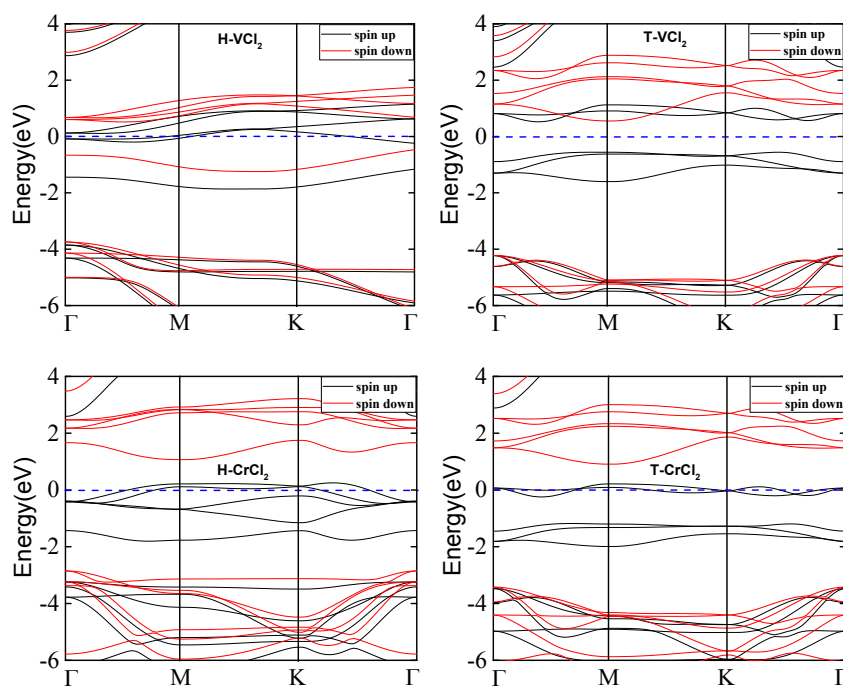 H-VCl2
spin up
spin down
Energy(eV)
4
2
0
-2
-4
-6
Γ M K Γ
T-VCl2
spin up
spin down
Energy(eV)
4
2
0
-2
-4
-6
Γ M K Γ
H-CrCl2
spin up
spin down
Energy(eV)
4
2
0
-2
-4
-6
Γ M K Γ
T-CrCl2
spin up
spin down
Energy(eV)
4
2
0
-2
-4
-6
Γ M K Γ